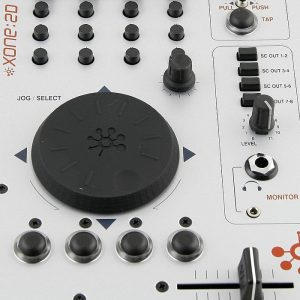 XONE:2D
PULL
PUSH
TAP
SC OUT 1-2
SC OUT 3-4
SC OUT 5-6
SC OUT 7-8
JOG / SELECT
LEVEL
MONITOR